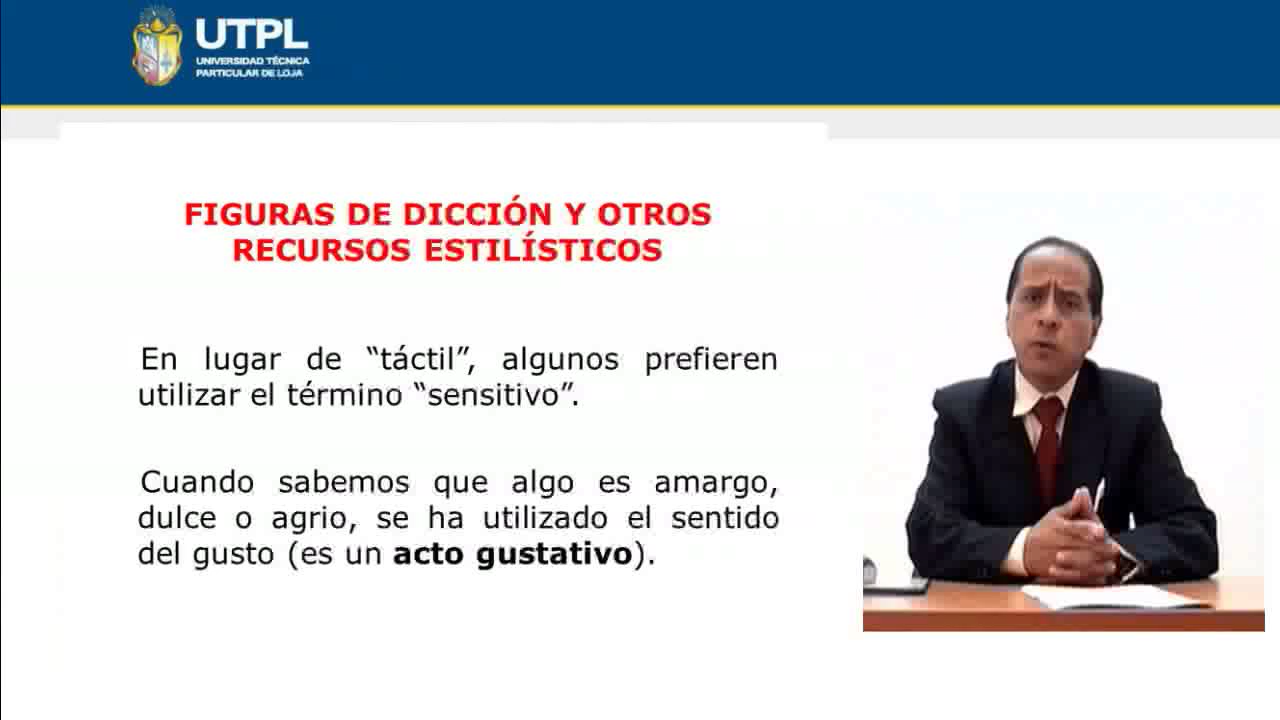 UTPL
UNIVERSIDAD TÉCNICA
PARTICULAR DE LOJA
FIGURAS DE DICCIÓN Y OTROS
RECURSOS ESTILÍSTICOS
En lugar de “táctil”, algunos prefieren
utilizar el término “sensitivo”.
Cuando sabemos que algo es amargo,
dulce o agrio, se ha utilizado el sentido
del gusto (es un acto gustativo).